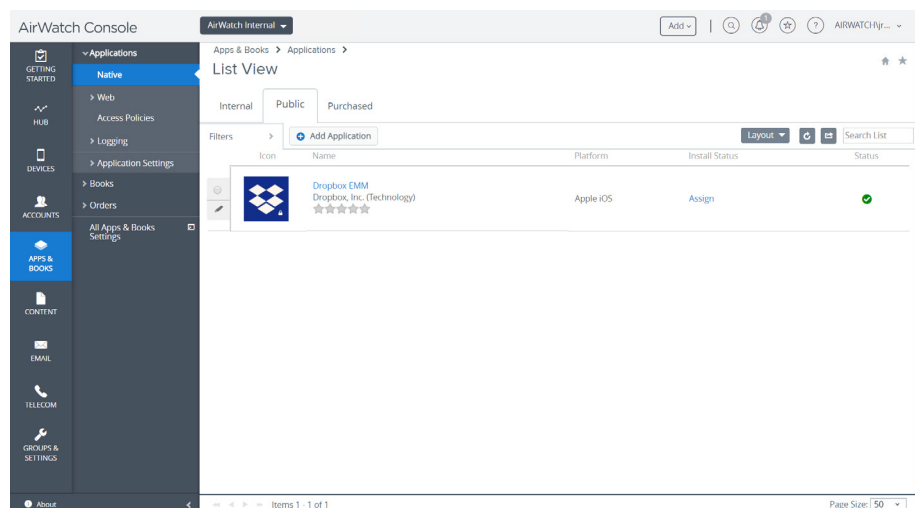 AirWatch Console
AirWatch Internal
Add
1
?
AIRWATCH\jr...
GETTING
STARTED
HUB
DEVICES
ACCOUNTS
APPS &
BOOKS
CONTENT
EMAIL
TELECOM
GROUPS &
SETTINGS
About
Applications
Native
Web
Access Policies
Logging
Application Settings
Books
Orders
All Apps & Books
Settings
Apps & Books > Applications >
List View
Internal
Public
Purchased
Filters >
Add Application
Layout
Search List
Icon Name Platform Install Status Status
Dropbox EMM
Dropbox, Inc. (Technology)
Apple iOS
Assign
Items 1 - 1 of 1
Page Size: 50